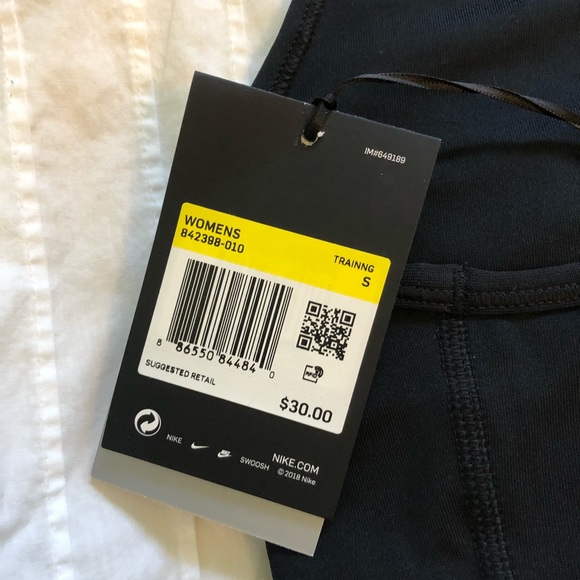 IM#649189
WOMENS
842398-010
TRAINNG
S
8 86550 84484 0
SUGGESTED RETAIL
$30.00
NIKE
SWOOSH
NIKE.COM
© 2018 Nike